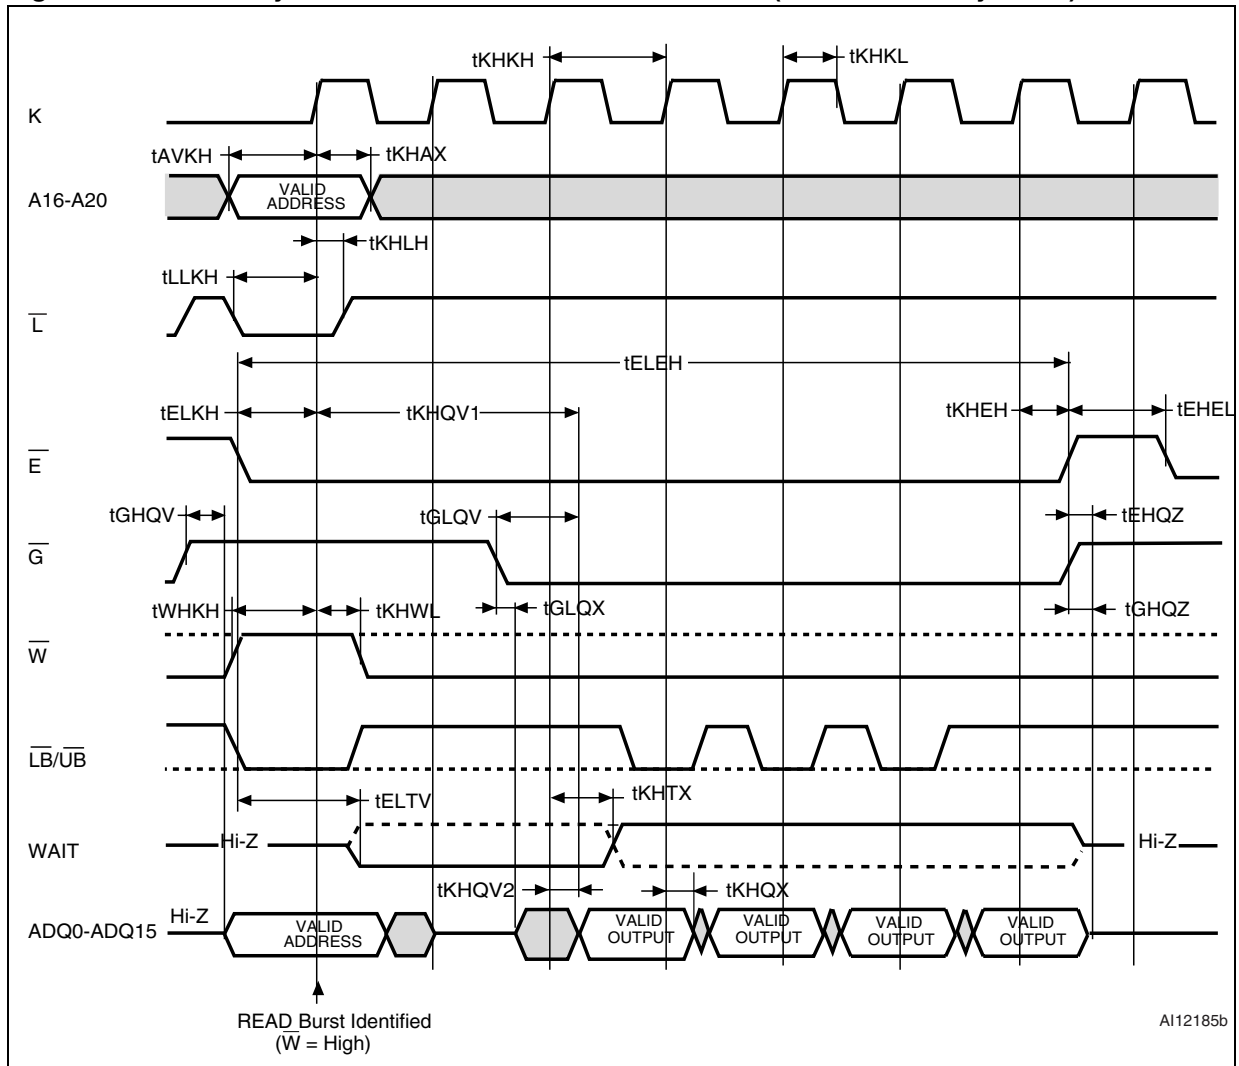 tKHKH
tKHKL
K
tAVKH
tKHAX
A16-A20
VALID
ADDRESS
tKHLH
tLLKH
L
tELEH
tELKH
tKHQV1
tKHEH
tEHEL
E
tGHQV
tGLQV
tEHQZ
G
tWHKH
tKHWL
tGLQX
tGHQZ
W
LB/UB
tELTV
tKHTX
WAIT
Hi-Z
Hi-Z
tKHQV2
tKHQX
ADQ0-ADQ15
Hi-Z
VALID
ADDRESS
VALID
OUTPUT
VALID
OUTPUT
VALID
OUTPUT
VALID
OUTPUT
READ Burst Identified
(W = High)
AI12185b